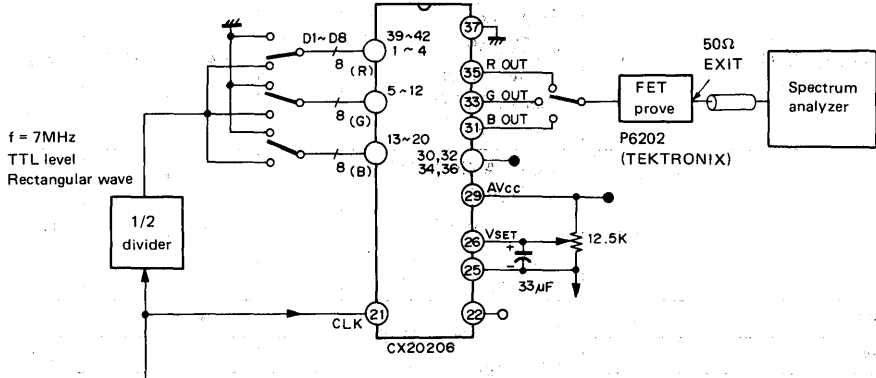 D1~D8
8 (R)
39~42
1 ~ 4
37
35 R OUT
50Ω
EXIT
FET
prove
Spectrum
analyzer
8 (G)
5~12
33 G OUT
31 B OUT
P6202
(TEKTRONIX)
f = 7MHz
TTL level
Rectangular wave
8 (B)
13~20
30,32
34,36
29 AVcc
1/2
divider
26 VSET
12.5K
+
−
33µF
25
CLK 21
22
CX20206